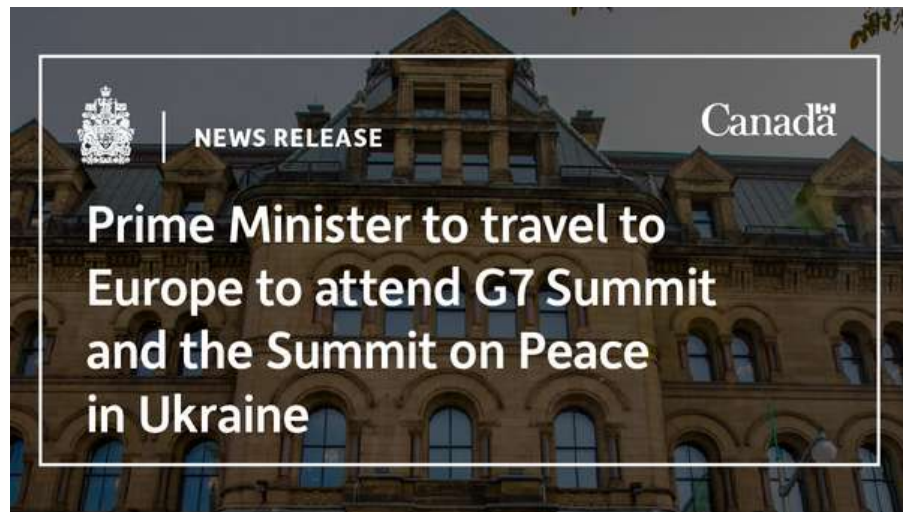 NEWS RELEASE
Canada
Prime Minister to travel to
Europe to attend G7 Summit
and the Summit on Peace
in Ukraine